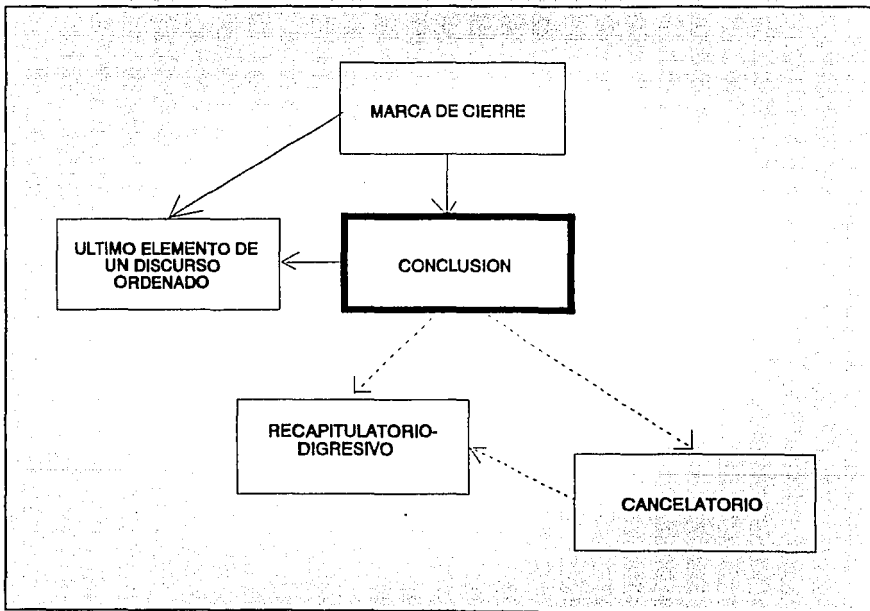 MARCA DE CIERRE
ULTIMO ELEMENTO DE
UN DISCURSO
ORDENADO
CONCLUSION
RECAPITULATORIO-
DIGRESIVO
CANCELATORIO